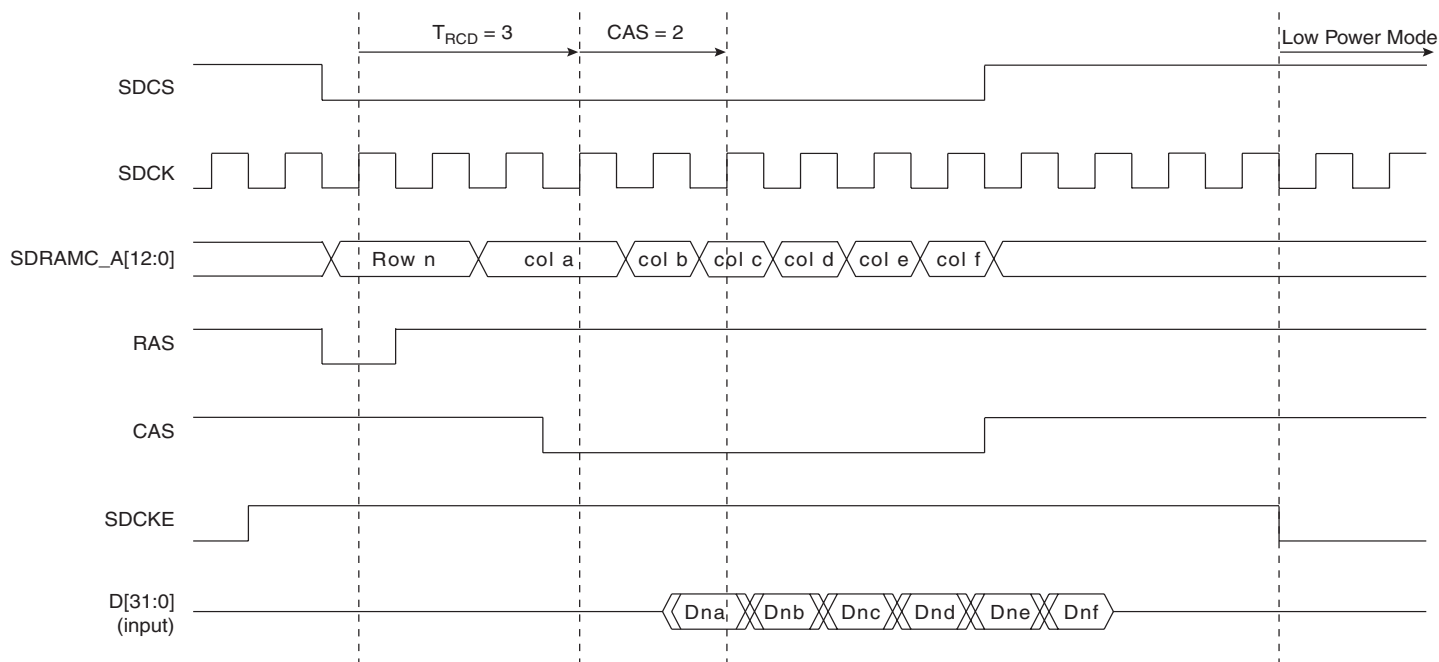 T_RCD = 3
CAS = 2
Low Power Mode
SDCS
SDCK
SDRAMC_A[12:0]
Row n
col a
col b
col c
col d
col e
col f
RAS
CAS
SDCKE
D[31:0]
(input)
Dna
Dnb
Dnc
Dnd
Dne
Dnf